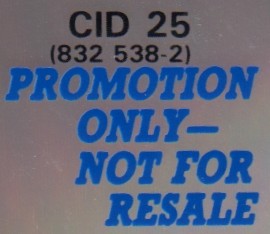 CID 25
(832 538-2)
PROMOTION
ONLY—
NOT FOR
RESALE